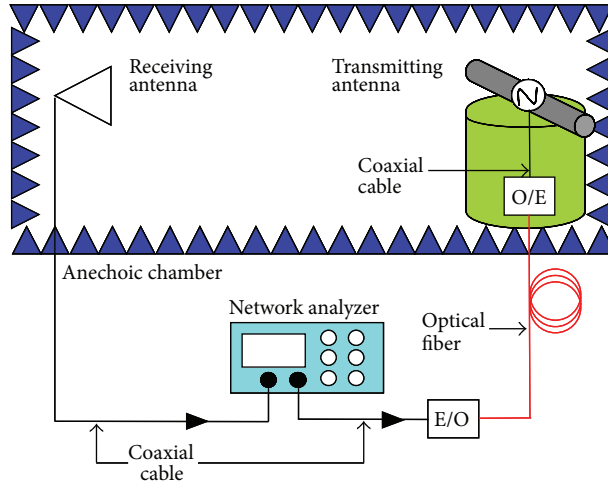 Receiving
antenna
Transmitting
antenna
Coaxial
cable
O/E
Anechoic chamber
Network analyzer
Optical
fiber
E/O
Coaxial
cable